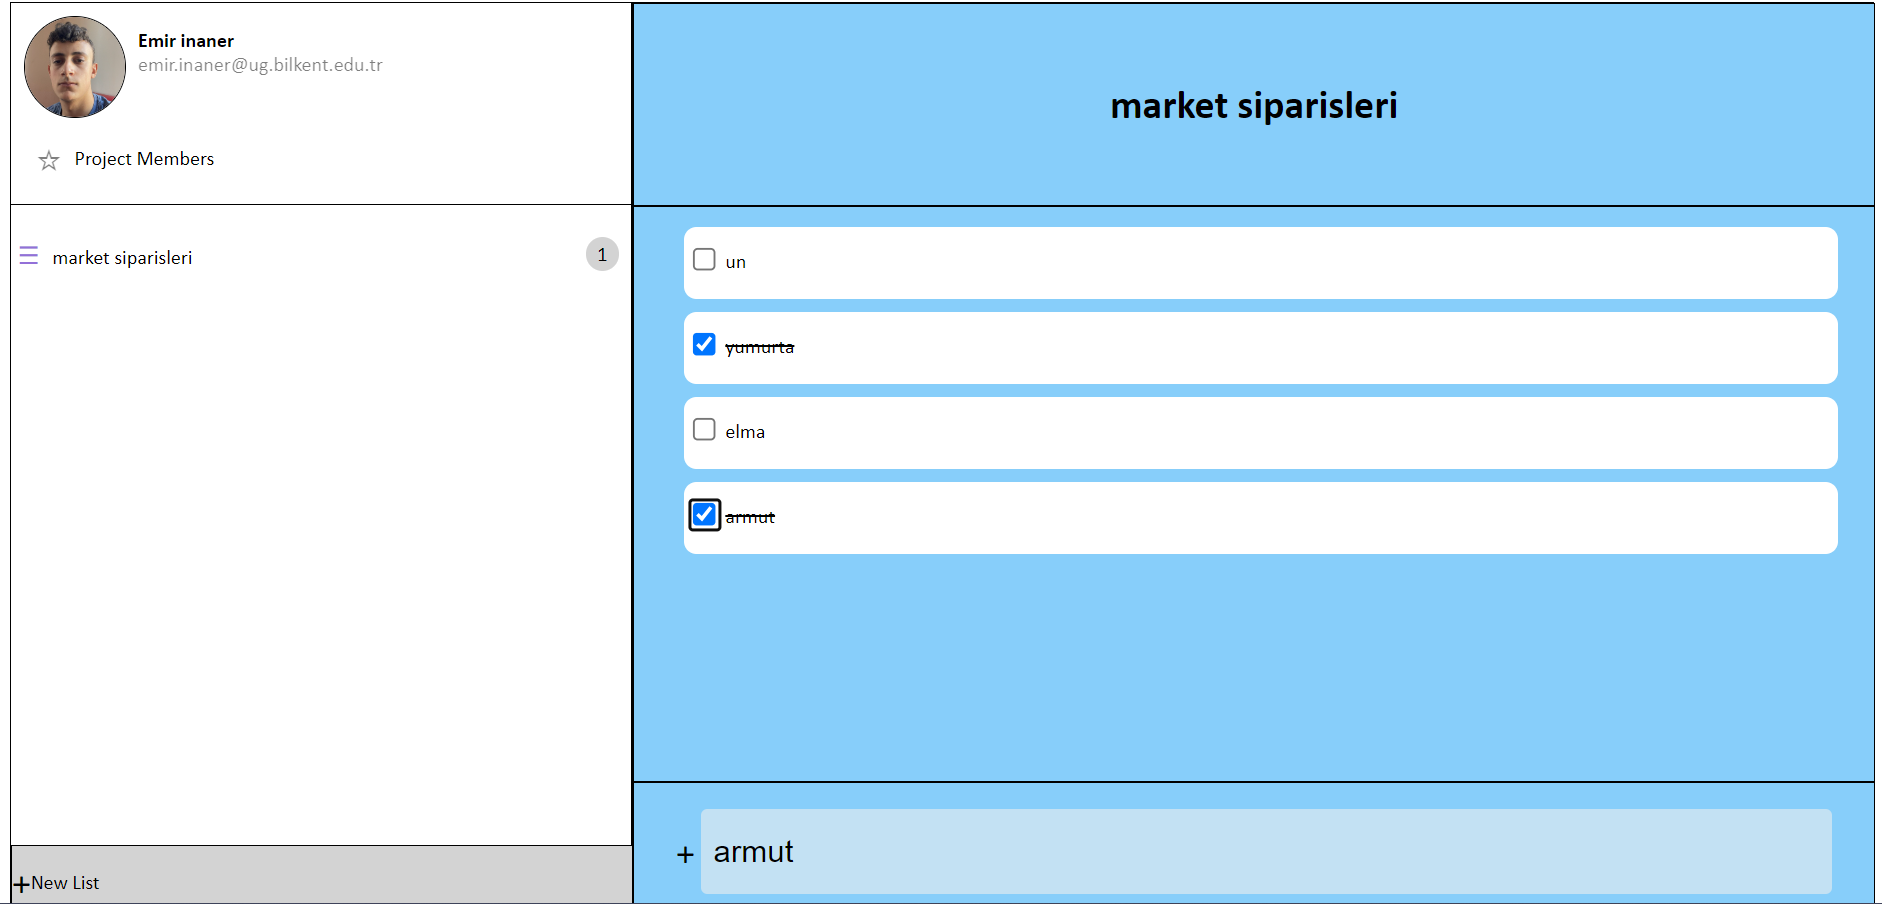 Emir inaner
emir.inaner@ug.bilkent.edu.tr
Project Members
market siparisleri
1
+New List
market siparisleri
un
yumurta
elma
armut
+ armut